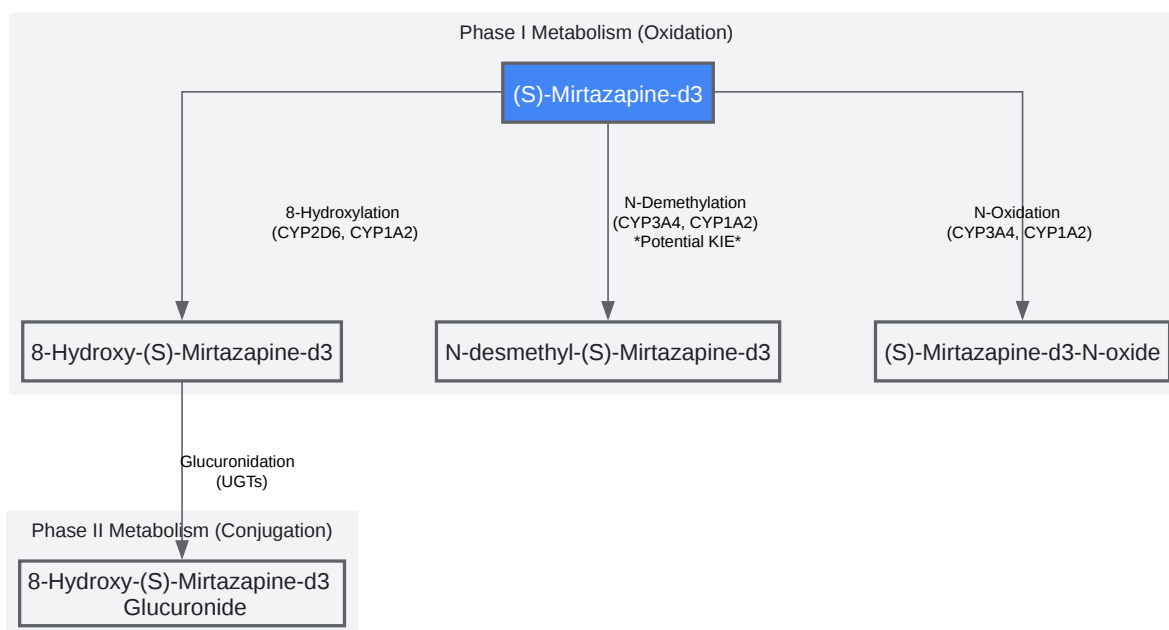 Phase I Metabolism (Oxidation)
(S)-Mirtazapine-d3
8-Hydroxylation
(CYP2D6, CYP1A2)
N-Demethylation
(CYP3A4, CYP1A2)
*Potential KIE*
N-Oxidation
(CYP3A4, CYP1A2)
8-Hydroxy-(S)-Mirtazapine-d3
N-desmethyl-(S)-Mirtazapine-d3
(S)-Mirtazapine-d3-N-oxide
Glucuronidation
(UGTs)
Phase II Metabolism (Conjugation)
8-Hydroxy-(S)-Mirtazapine-d3
Glucuronide